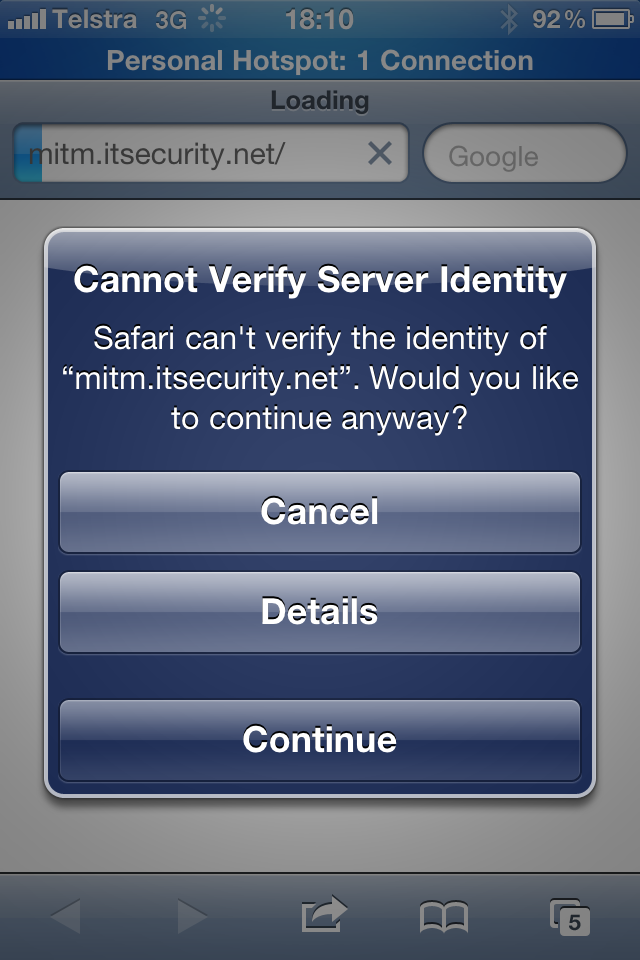 Telstra 3G 18:10 92%
Personal Hotspot: 1 Connection
Loading
mitm.itsecurity.net/ Google
Cannot Verify Server Identity
Safari can't verify the identity of
“mitm.itsecurity.net”. Would you like
to continue anyway?
Cancel
Details
Continue
5